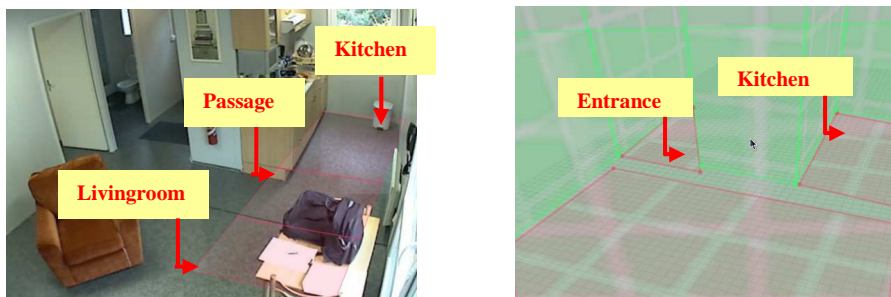 Kitchen
Passage
Livingroom
Entrance
Kitchen